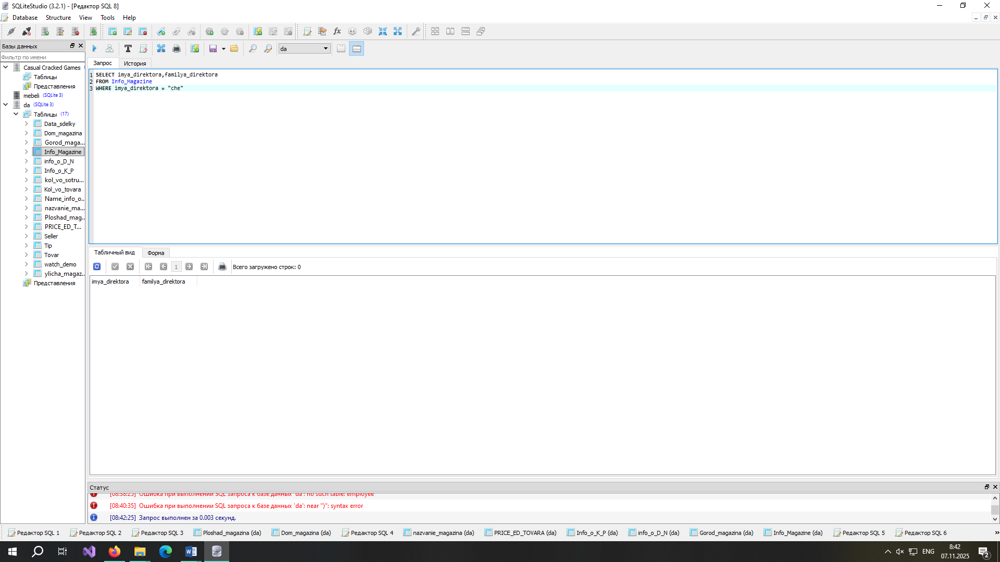 SQLiteStudio (3.2.1) - [Редактор SQL 8]
Database Structure View Tools Help
Базы данных
Фильтр по имени
Casual Cracked Games
Таблицы
Представления
mebeli (SQLite 3)
da (SQLite 3)
Таблицы (17)
Data_sdelky
Dom_magazina
Gorod_maga...
Info_Magazine
info_o_D_N
Info_o_K_P
kol_vo_sotru...
Kol_vo_tovara
Name_info_o...
nazvanie_ma...
Ploshad_mag...
PRICE_ED_T...
Seller
Tip
Tovar
watch_demo
ylicha_magaz...
Представления
da
Запрос История
1 SELECT imya_direktora,familya_direktora
2 FROM Info_Magazine
3 WHERE imya_direktora = "che"
Табличный вид Форма
1 Всего загружено строк: 0
imya_direktora familya_direktora
Статус
[08:38:25] Ошибка при выполнении SQL запроса к базе данных 'da': no such table: employee
[08:40:35] Ошибка при выполнении SQL запроса к базе данных 'da': near ")": syntax error
[08:42:25] Запрос выполнен за 0.003 секунд.
Редактор SQL 1 Редактор SQL 2 Редактор SQL 3 Ploshad_magazina (da) Dom_magazina (da) Редактор SQL 4 nazvanie_magazina (da) PRICE_ED_TOVARA (da) Info_o_K_P (da) info_o_D_N (da) Gorod_magazina (da) Info_Magazine (da) Редактор SQL 5 Редактор SQL 6 »
ENG
8:42
07.11.2025
2